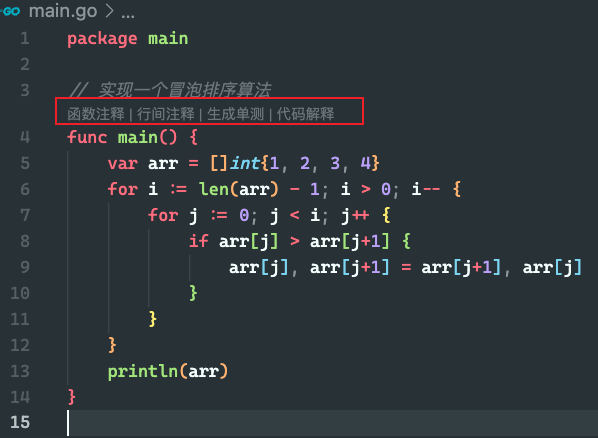 GO main.go > ...
1 package main
2
3 // 实现一个冒泡排序算法
函数注释 | 行间注释 | 生成单测 | 代码解释
4 func main() {
5 var arr = []int{1, 2, 3, 4}
6 for i := len(arr) - 1; i > 0; i-- {
7 for j := 0; j < i; j++ {
8 if arr[j] > arr[j+1] {
9 arr[j], arr[j+1] = arr[j+1], arr[j]
10 }
11 }
12 }
13 println(arr)
14 }
15